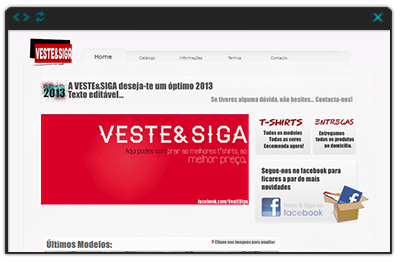 VESTE&SIGA
Home
Catálogo
Informações
Termos
Contacto
2013
A VESTE&SIGA deseja-te um óptimo 2013
Texto editável...
Se tiveres alguma dúvida, não hesites... Contacta-nos!
VESTE&SIGA
Aqui podes comprar as melhores t'shirts, ao
melhor preço.
facebook.com/VestSiga
T-SHIRTS
Todos os modelos
Todas as cores
Encomenda agora!
ENTREGAS
Entregamos
todos os produtos
ao domicílio.
Segue-nos no facebook para
ficares a par de mais
novidades
Veste & Siga no
facebook
Últimos Modelos:
Clique nas imagens para ampliar